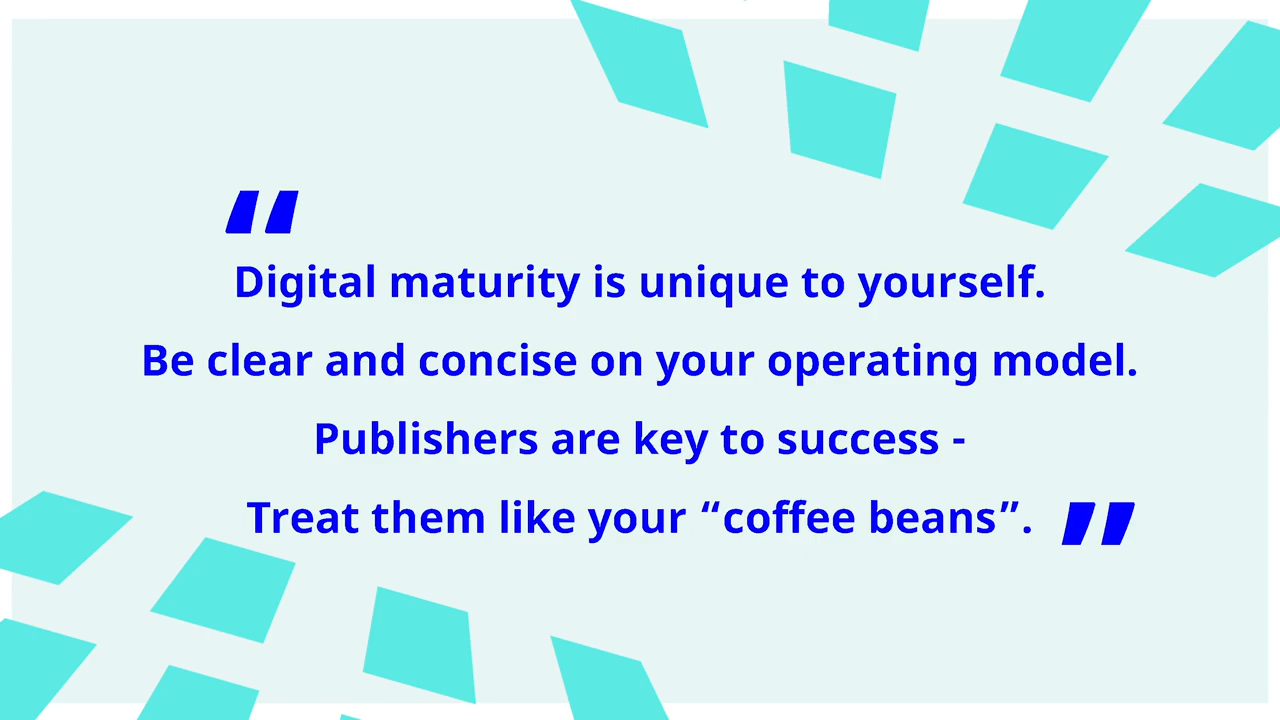 “
Digital maturity is unique to yourself.
Be clear and concise on your operating model.
Publishers are key to success -
Treat them like your “coffee beans”. ”